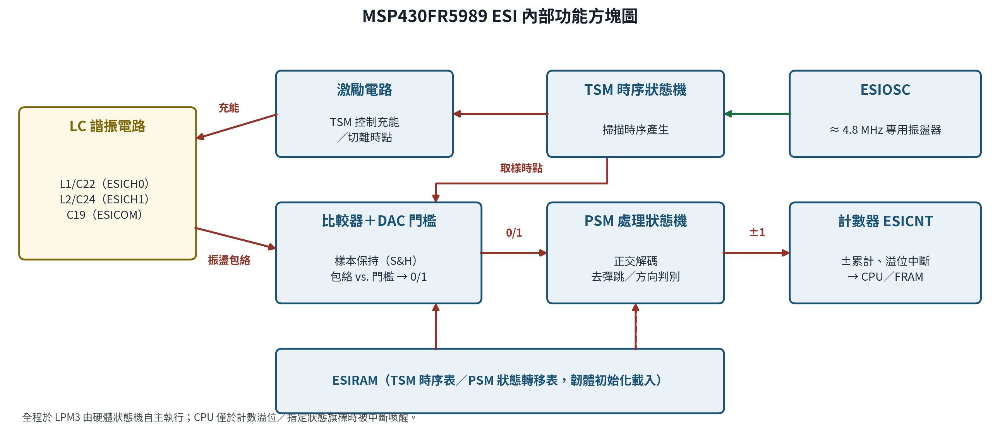 MSP430FR5989 ESI 內部功能方塊圖
激勵電路
TSM 控制充能
／切離時點
TSM 時序狀態機
掃描時序產生
ESIOSC
≈ 4.8 MHz 專用振盪器
充能
LC 諧振電路
L1/C22（ESICH0）
L2/C24（ESICH1）
C19（ESICOM）
取樣時點
振盪包絡
比較器＋DAC 門檻
樣本保持（S&H）
包絡 vs. 門檻 → 0/1
0/1
PSM 處理狀態機
正交解碼
去彈跳／方向判別
±1
計數器 ESICNT
±累計、溢位中斷
→ CPU／FRAM
ESIRAM（TSM 時序表／PSM 狀態轉移表，韌體初始化載入）
全程於 LPM3 由硬體狀態機自主執行；CPU 僅於計數溢位／指定狀態旗標時被中斷喚醒。